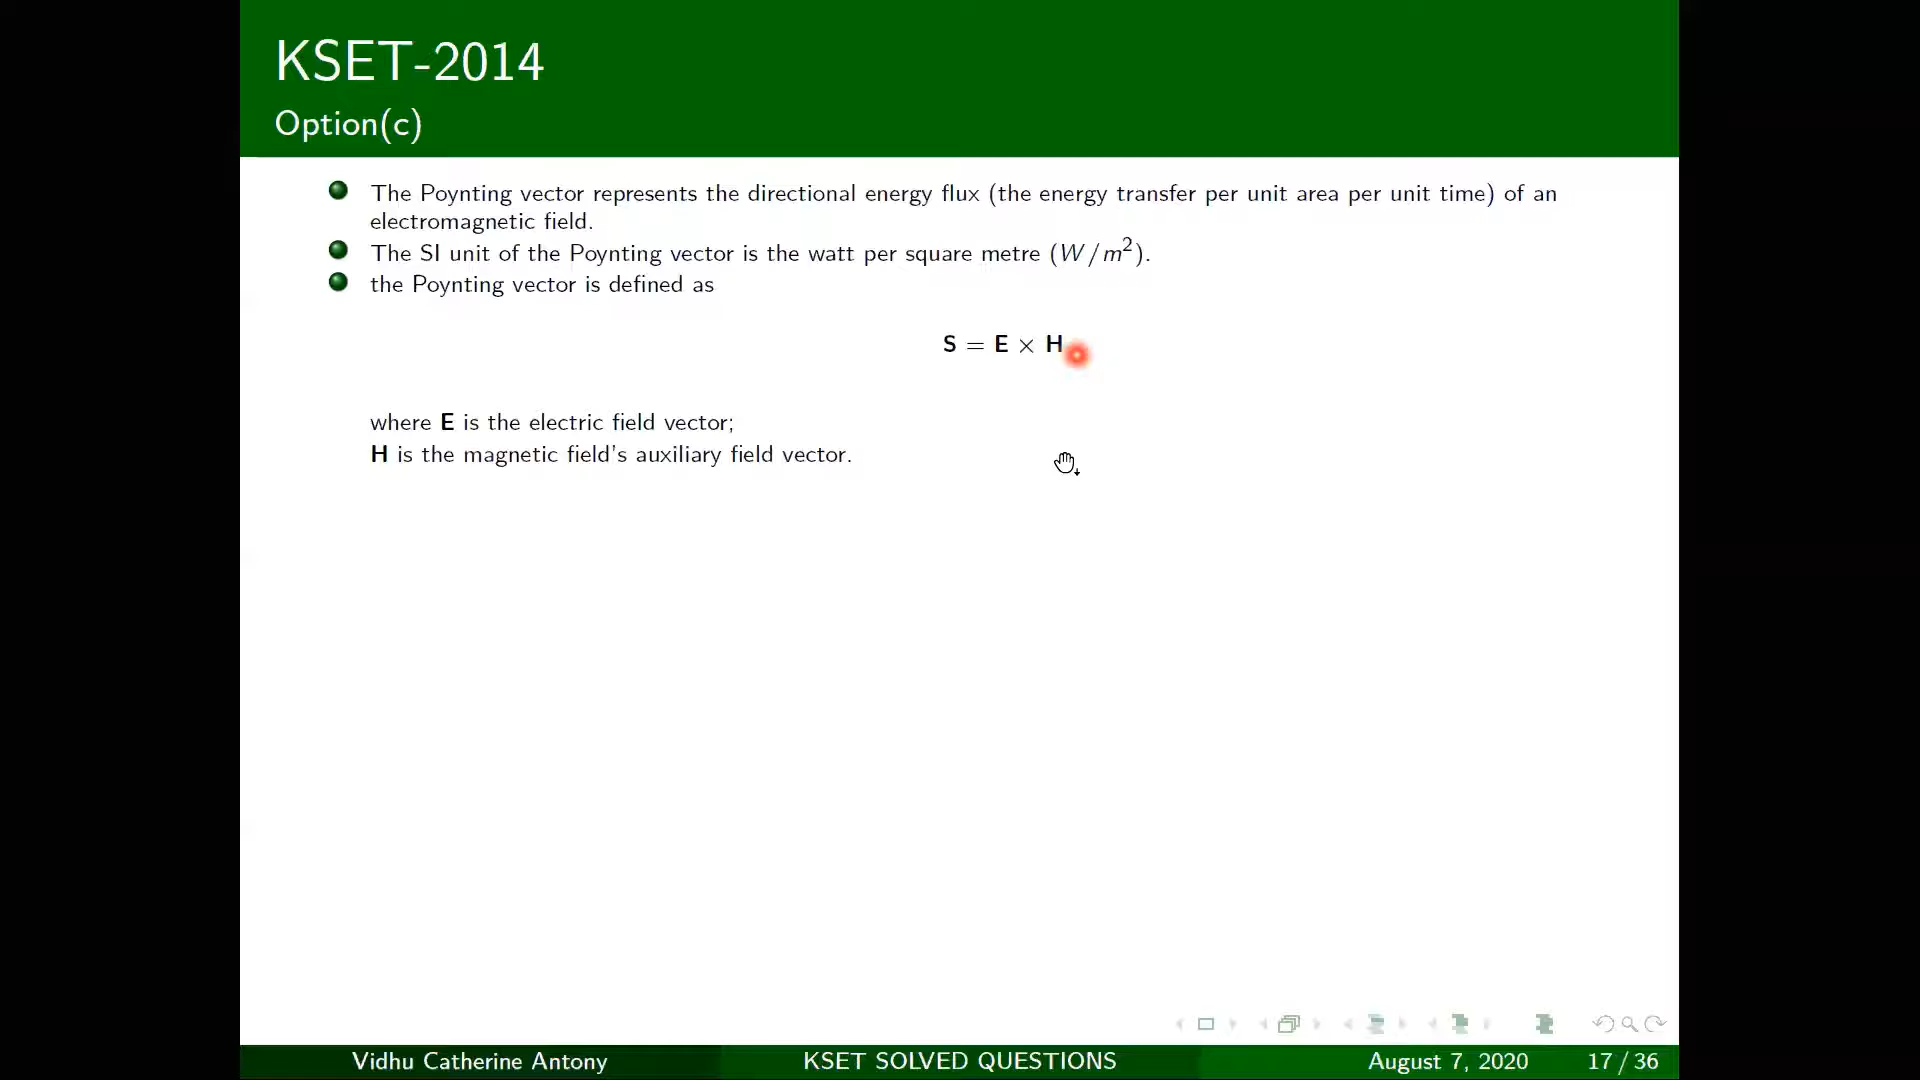 KSET-2014
Option(c)
The Poynting vector represents the directional energy flux (the energy transfer per unit area per unit time) of an
electromagnetic field.
The SI unit of the Poynting vector is the watt per square metre (W/m²).
the Poynting vector is defined as
S = E × H
where E is the electric field vector;
H is the magnetic field's auxiliary field vector.
Vidhu Catherine Antony KSET SOLVED QUESTIONS August 7, 2020 17 / 36